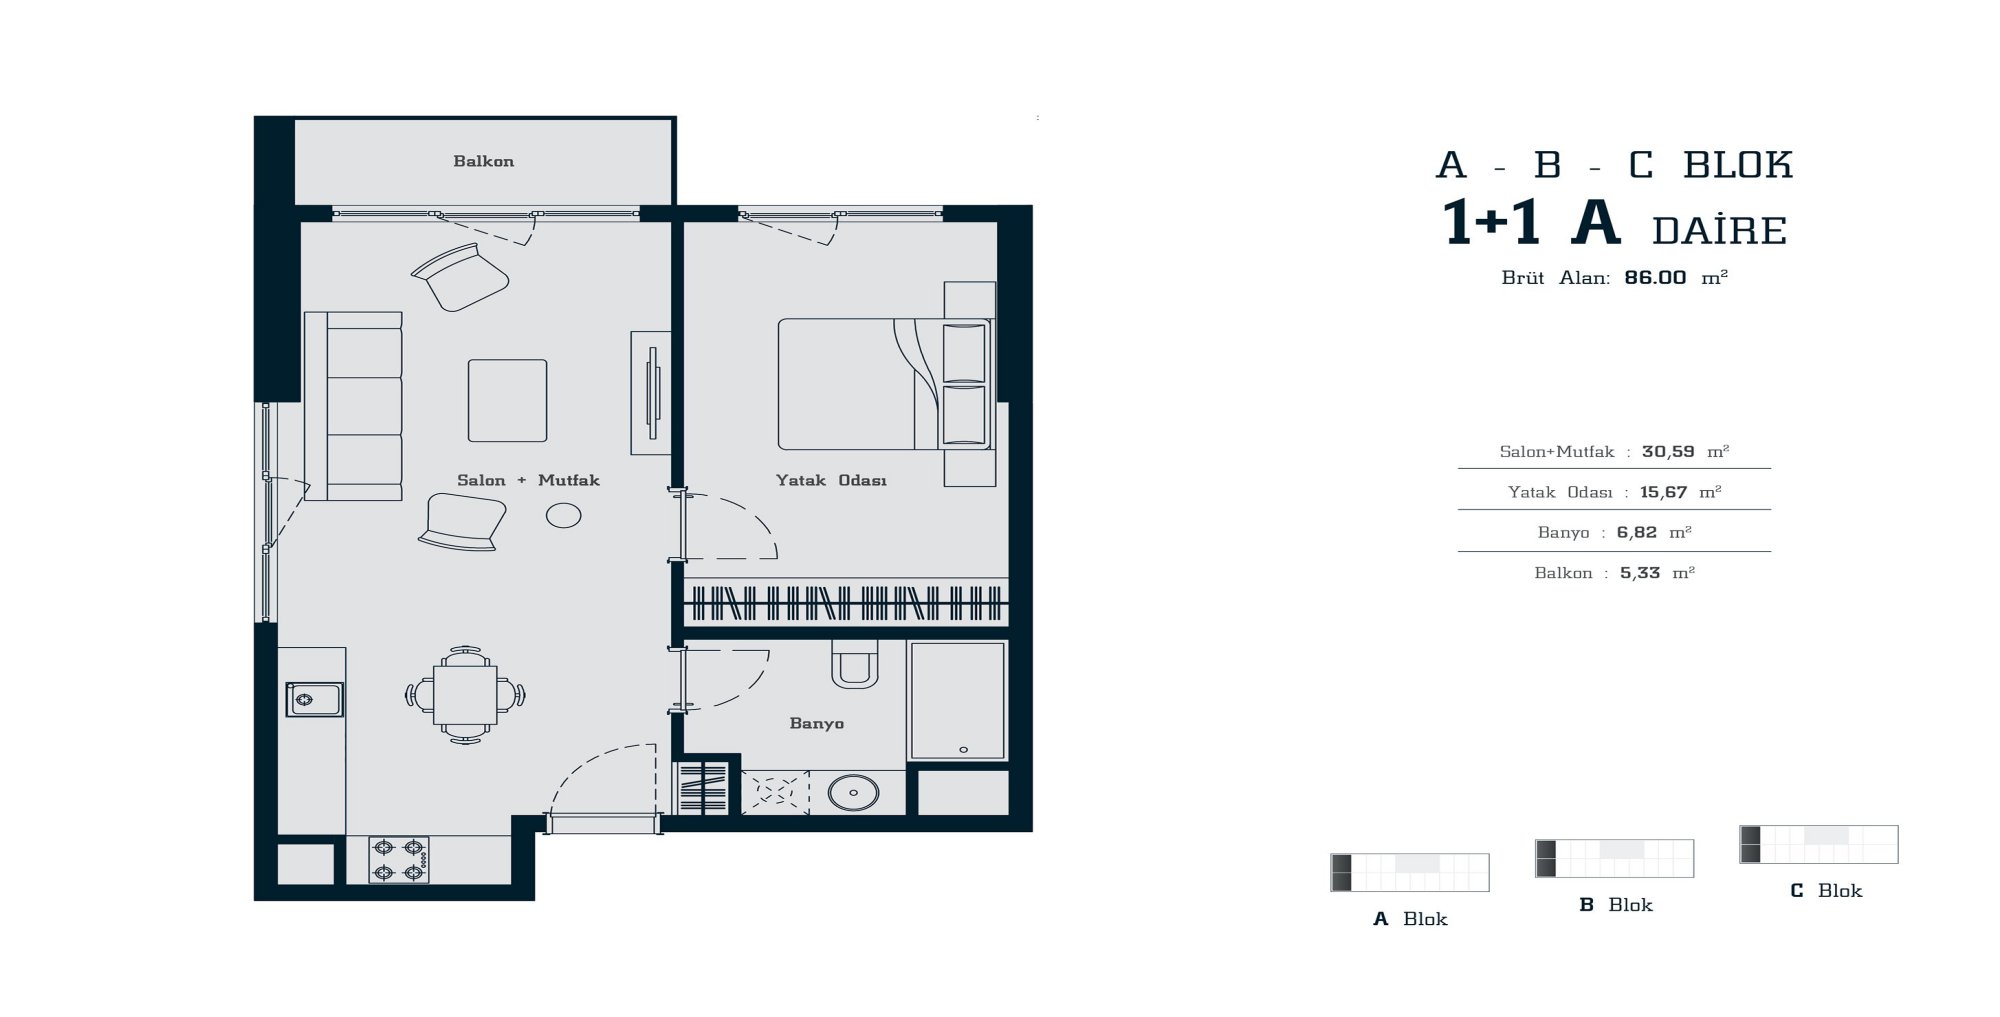 Balkon
Salon + Mutfak
Yatak Odası
Banyo
A - B - C BLOK
1+1 A DAİRE
Brüt Alan: 86.00 m²
Salon+Mutfak : 30,59 m²
Yatak Odası : 15,67 m²
Banyo : 6,82 m²
Balkon : 5,33 m²
A Blok
B Blok
C Blok